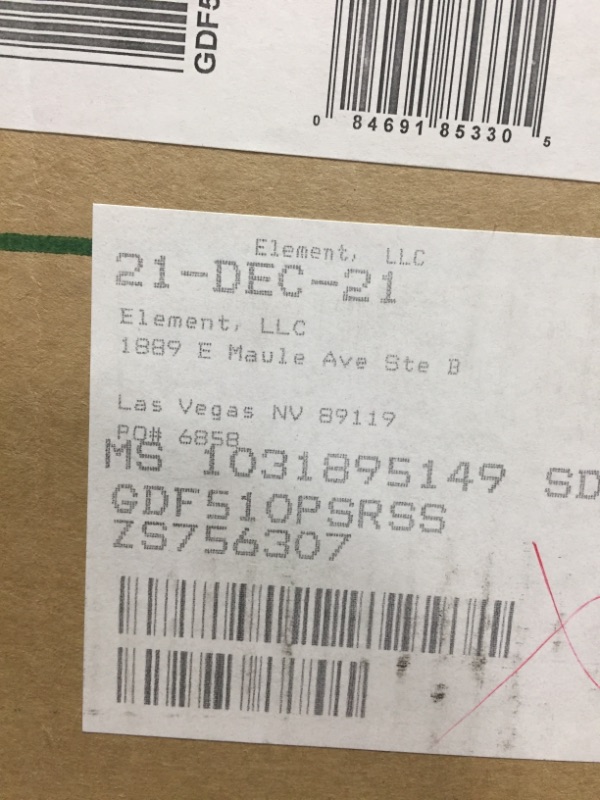 GDF5
0 84691 85330 5
Element, LLC
21-DEC-21
Element, LLC
1889 E Maule Ave Ste B
Las Vegas NV 89119
PO# 6858
MS 1031895149 SD
GDF510PSRSS
ZS756307